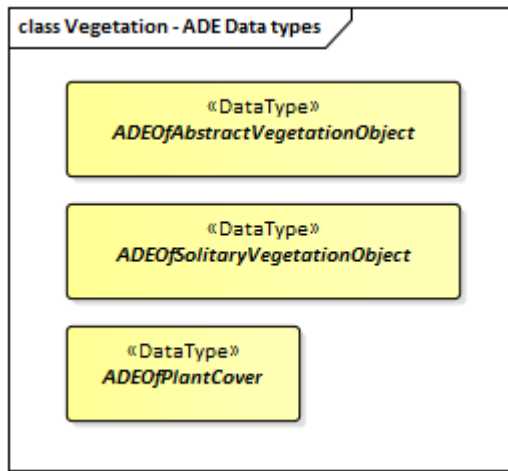 class Vegetation - ADE Data types
«DataType»
ADEOfAbstractVegetationObject
«DataType»
ADEOfSolitaryVegetationObject
«DataType»
ADEOfPlantCover